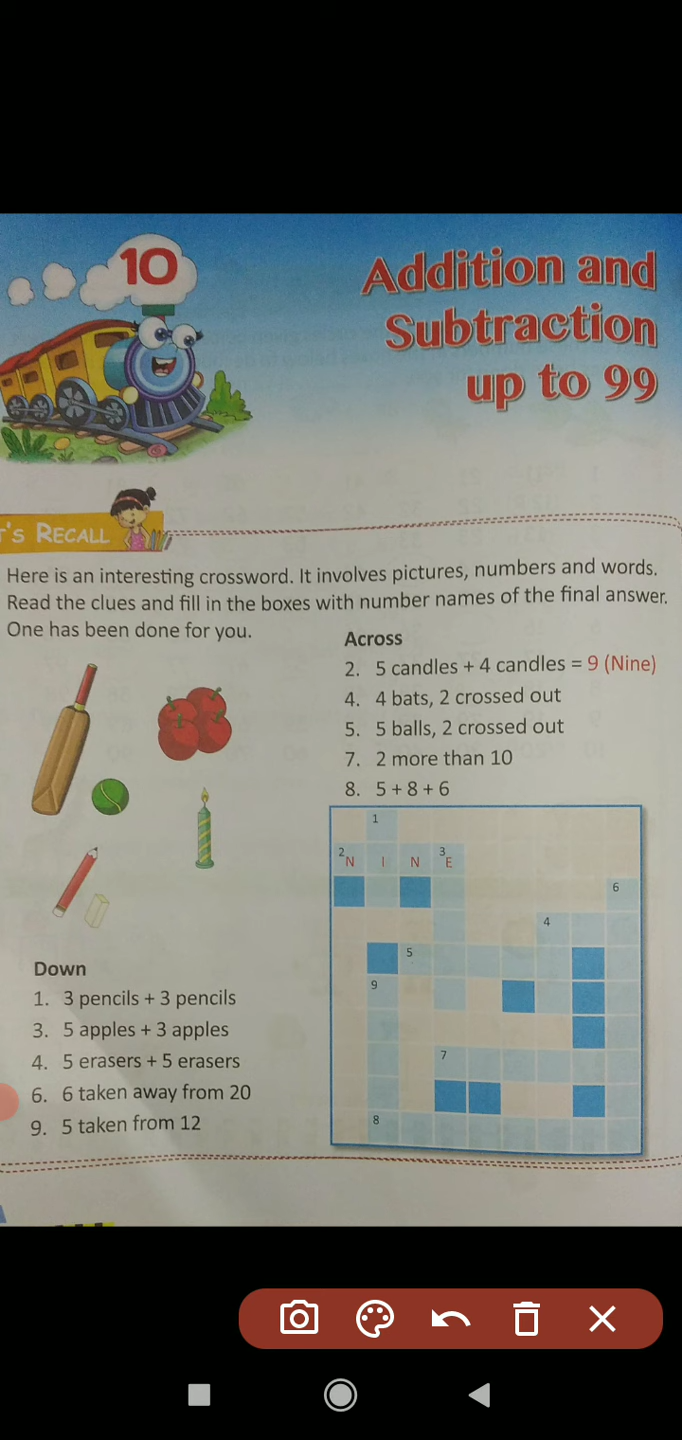 10
Addition and
Subtraction
up to 99
T'S RECALL
Here is an interesting crossword. It involves pictures, numbers and words.
Read the clues and fill in the boxes with number names of the final answer.
One has been done for you.
Across
2. 5 candles + 4 candles = 9 (Nine)
4. 4 bats, 2 crossed out
5. 5 balls, 2 crossed out
7. 2 more than 10
8. 5 + 8 + 6
1
2 N I N 3 E
6
4
5
9
7
8
Down
1. 3 pencils + 3 pencils
3. 5 apples + 3 apples
4. 5 erasers + 5 erasers
6. 6 taken away from 20
9. 5 taken from 12